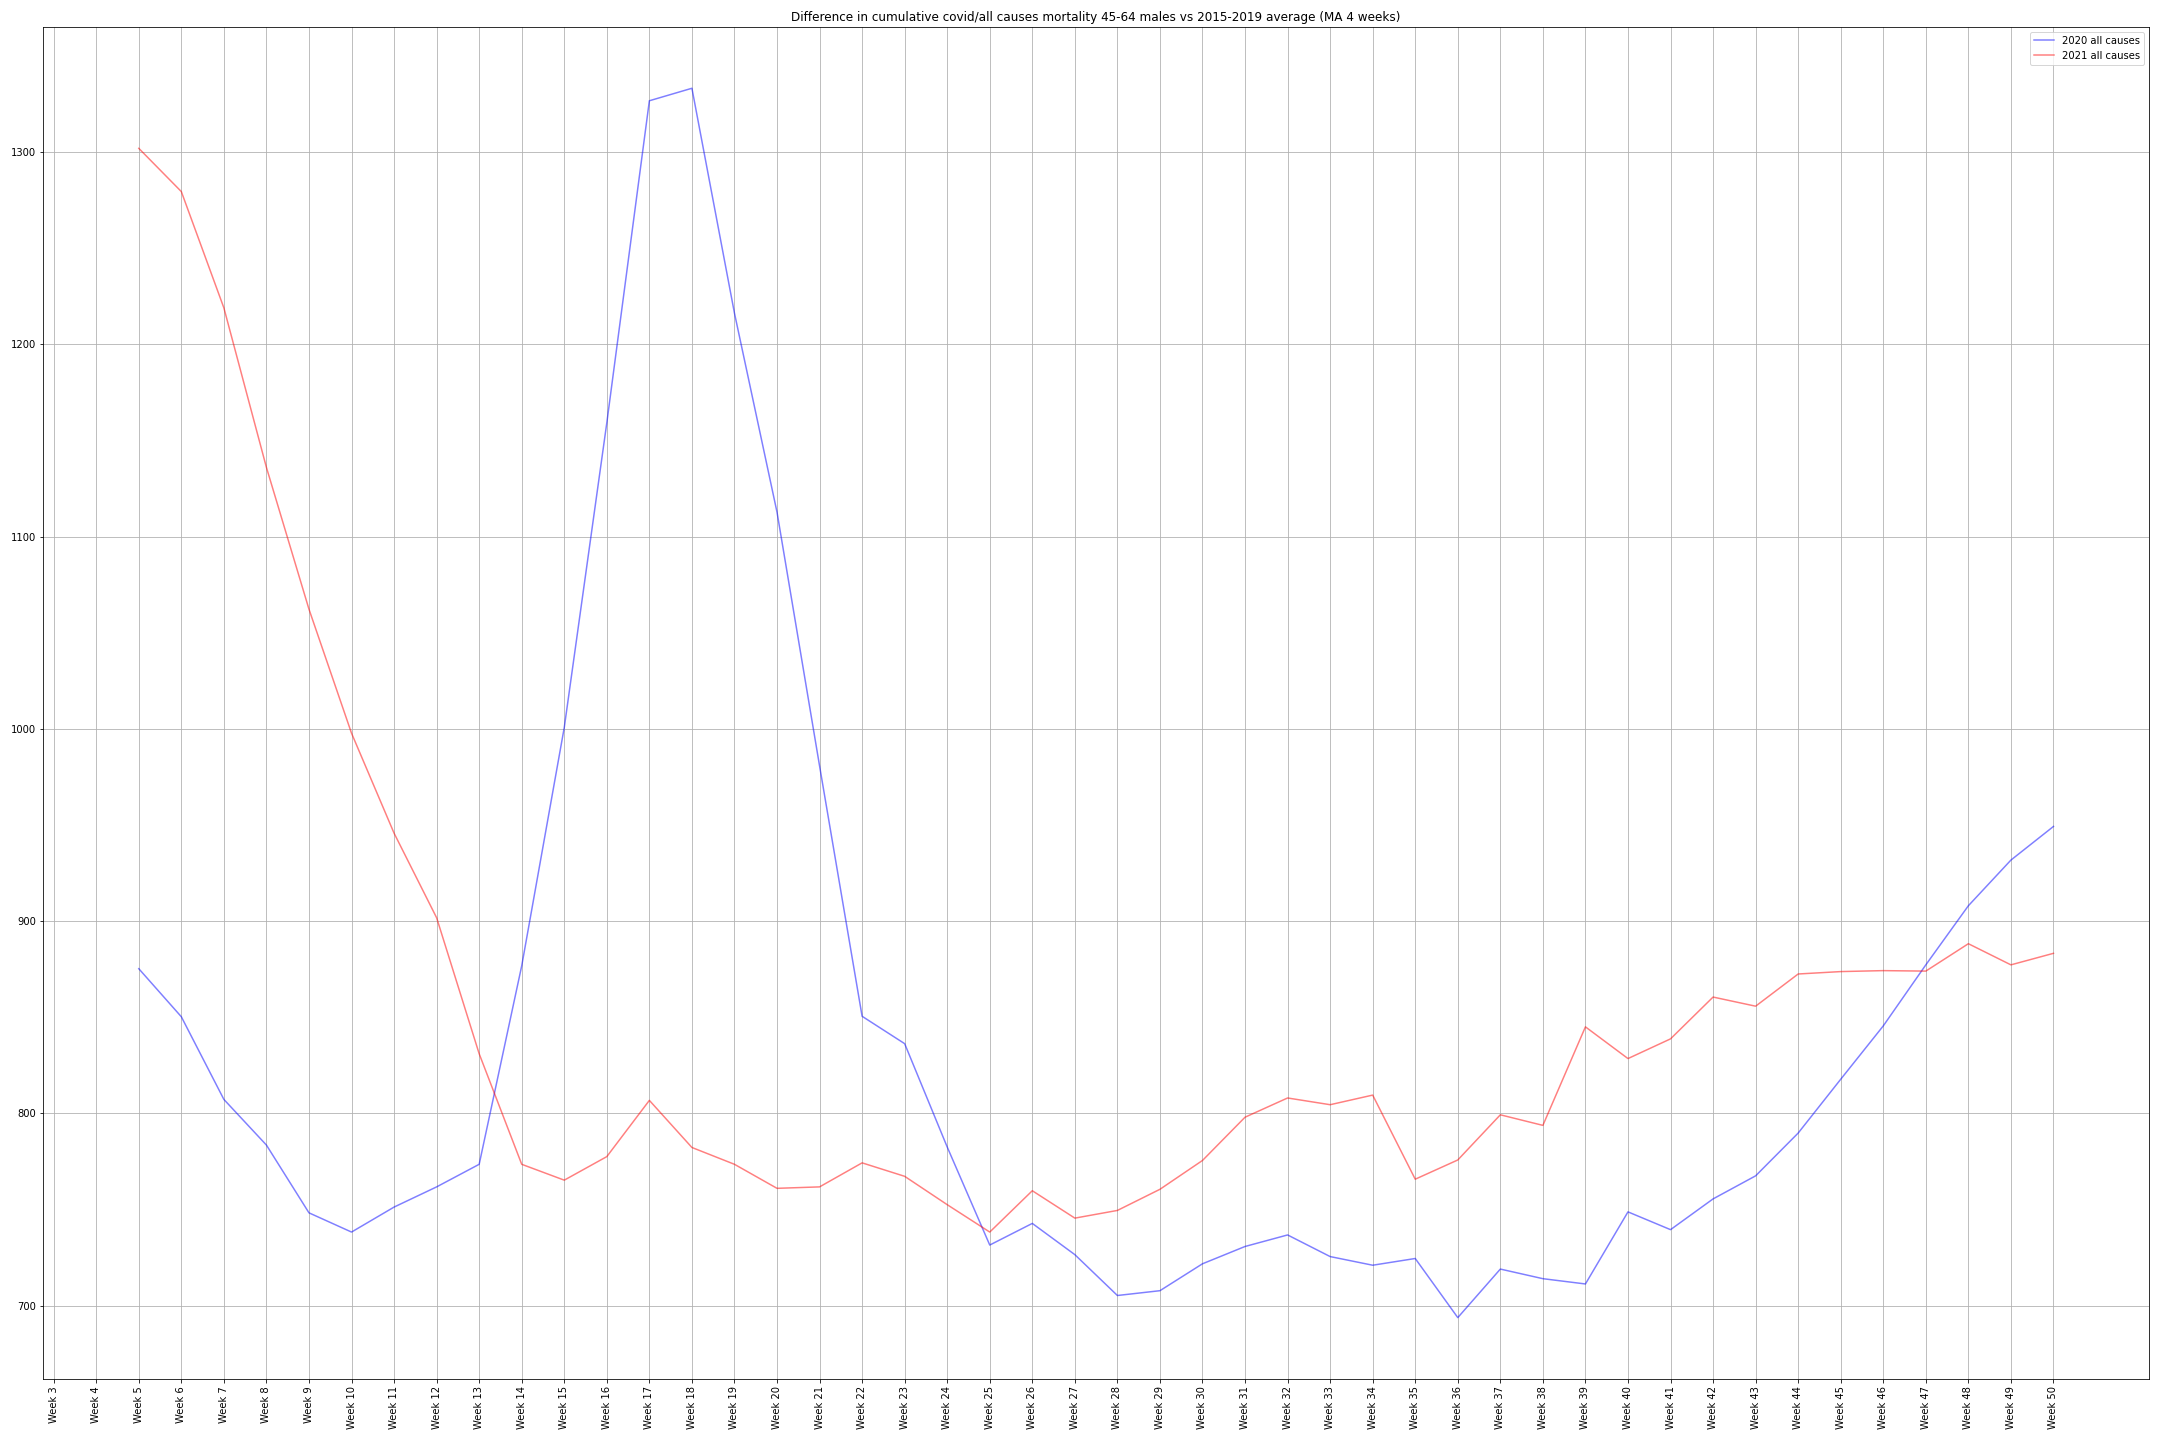 Difference in cumulative covid/all causes mortality 45-64 males vs 2015-2019 average (MA 4 weeks)
2020 all causes
2021 all causes
1300
1200
1100
1000
900
800
700
Week 3
Week 4
Week 5
Week 6
Week 7
Week 8
Week 9
Week 10
Week 11
Week 12
Week 13
Week 14
Week 15
Week 16
Week 17
Week 18
Week 19
Week 20
Week 21
Week 22
Week 23
Week 24
Week 25
Week 26
Week 27
Week 28
Week 29
Week 30
Week 31
Week 32
Week 33
Week 34
Week 35
Week 36
Week 37
Week 38
Week 39
Week 40
Week 41
Week 42
Week 43
Week 44
Week 45
Week 46
Week 47
Week 48
Week 49
Week 50